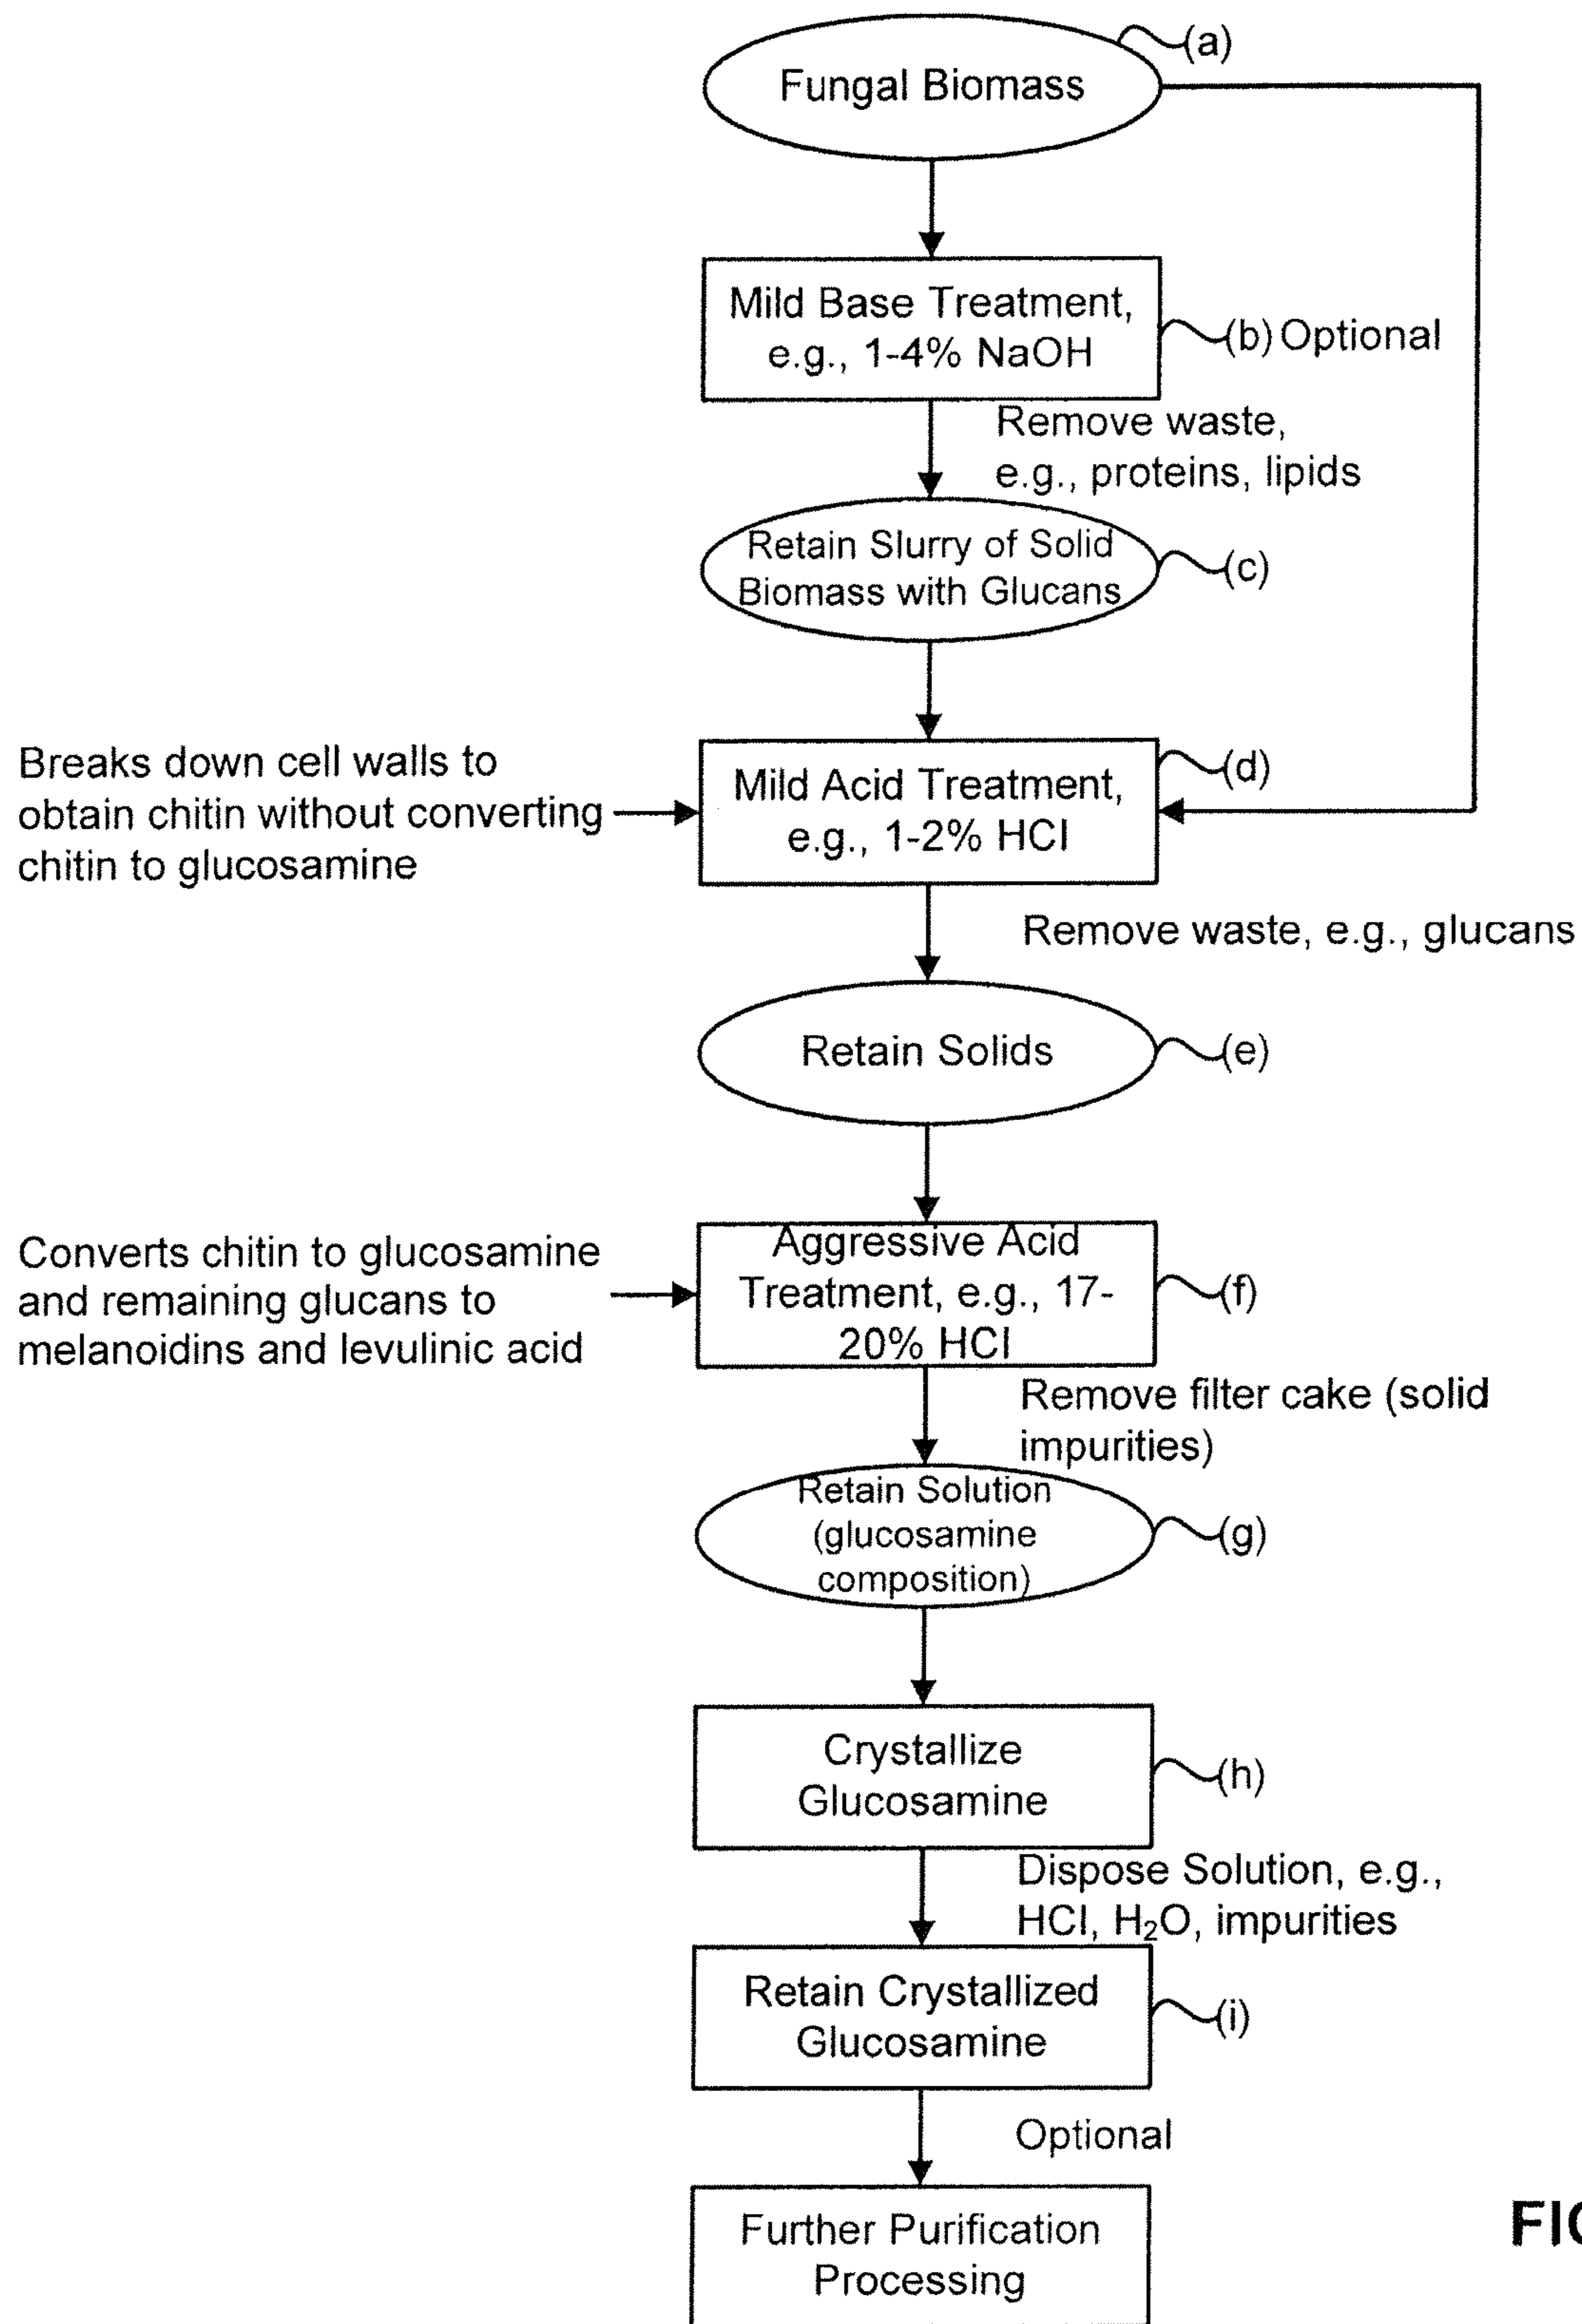 (a)
Fungal Biomass
Mild Base Treatment,
e.g., 1-4% NaOH
(b) Optional
Remove waste,
e.g., proteins, lipids
Retain Slurry of Solid
Biomass with Glucans
(c)
Breaks down cell walls to
obtain chitin without converting
chitin to glucosamine
Mild Acid Treatment,
e.g., 1-2% HCl
(d)
Remove waste, e.g., glucans
Retain Solids
(e)
Converts chitin to glucosamine
and remaining glucans to
melanoidins and levulinic acid
Aggressive Acid
Treatment, e.g., 17-
20% HCl
(f)
Remove filter cake (solid
impurities)
Retain Solution
(glucosamine
composition)
(g)
Crystallize
Glucosamine
(h)
Dispose Solution, e.g.,
HCl, H₂O, impurities
Retain Crystallized
Glucosamine
(i)
Optional
Further Purification
Processing